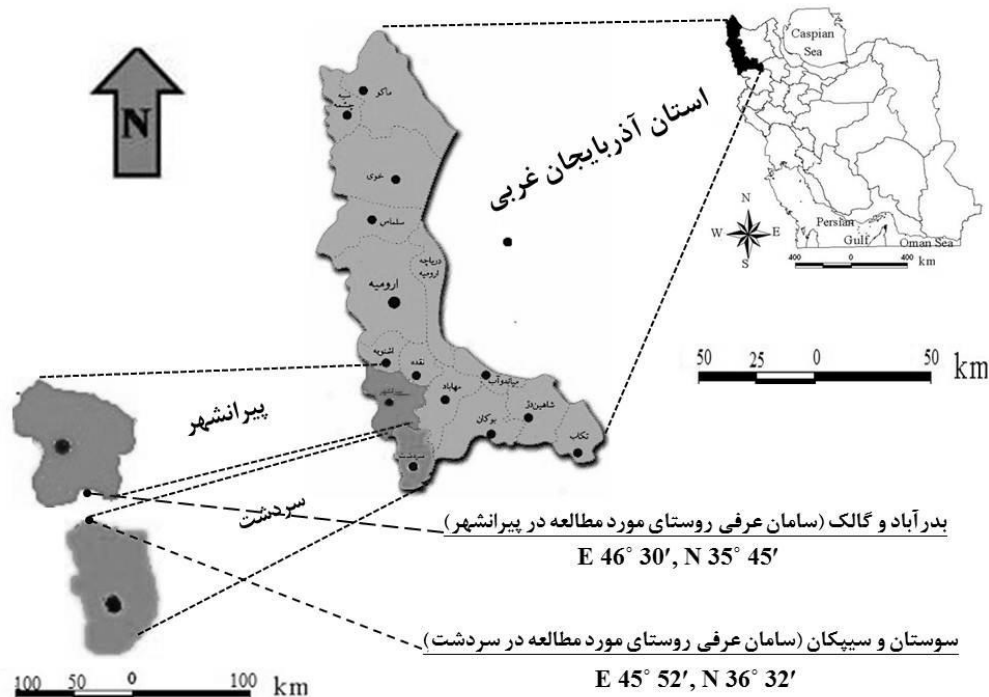 N
Caspian
Sea
Persian
Gulf
Oman Sea
N
W
E
S
400
0
400
km
استان آذربایجان غربی
ماکو
سیه
چشمه
خوی
سلماس
دریاچه
ارومیه
ارومیه
اشنویه
نقده
مهاباد
میاندوآب
بوکان
شاهین‌دژ
تکاب
سردشت
50
25
0
50
km
پیرانشهر
سردشت
بدرآباد و گالک (سامان عرفی روستای مورد مطالعه در پیرانشهر)
E 46° 30′, N 35° 45′
سوستان و سیپکان (سامان عرفی روستای مورد مطالعه در سردشت)
E 45° 52′, N 36° 32′
100
50
0
100
km